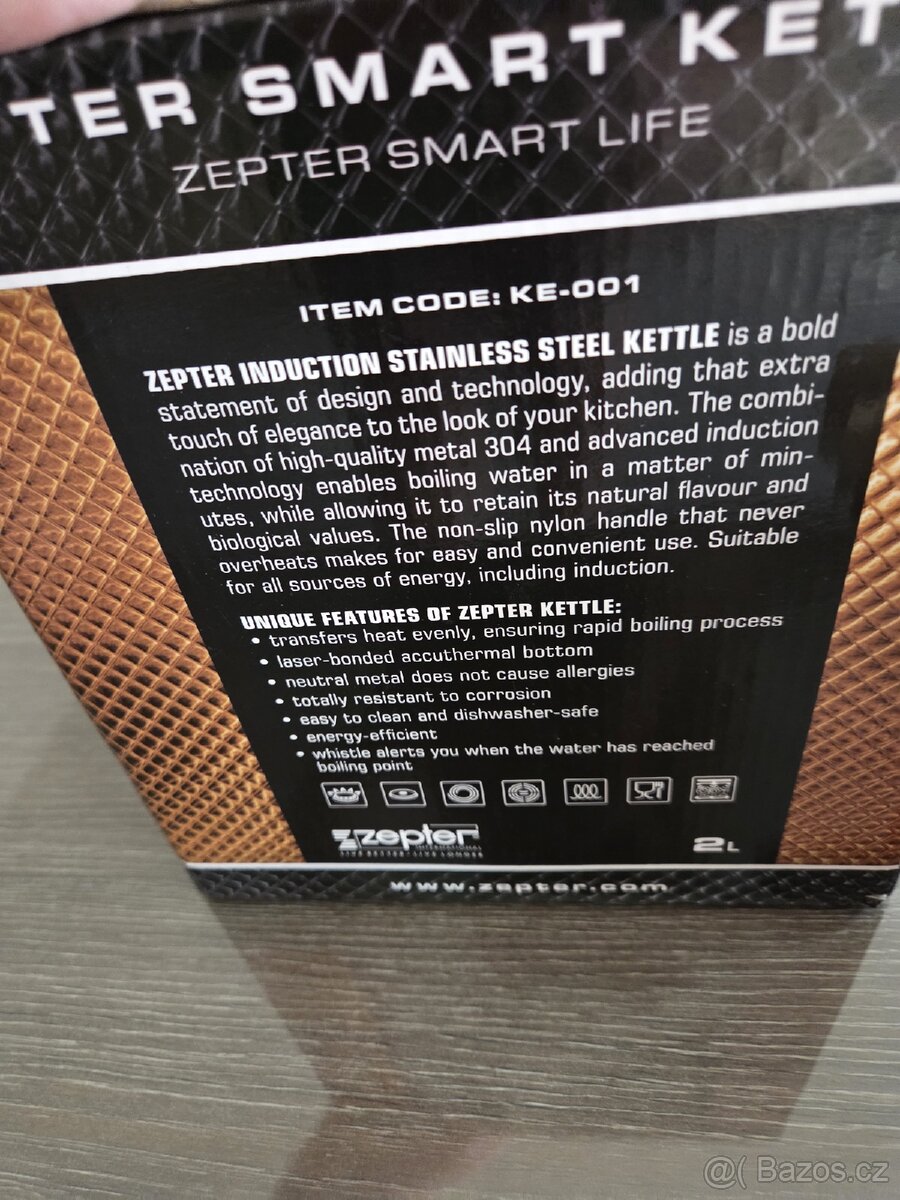 TER SMART KET
ZEPTER SMART LIFE
ITEM CODE: KE-001
ZEPTER INDUCTION STAINLESS STEEL KETTLE is a bold
statement of design and technology, adding that extra
touch of elegance to the look of your kitchen. The combi-
nation of high-quality metal 304 and advanced induction
technology enables boiling water in a matter of min-
utes, while allowing it to retain its natural flavour and
biological values. The non-slip nylon handle that never
overheats makes for easy and convenient use. Suitable
for all sources of energy, including induction.
UNIQUE FEATURES OF ZEPTER KETTLE:
• transfers heat evenly, ensuring rapid boiling process
• laser-bonded accuthermal bottom
• neutral metal does not cause allergies
• totally resistant to corrosion
• easy to clean and dishwasher-safe
• energy-efficient
• whistle alerts you when the water has reached
boiling point
zepter
INTERNATIONAL
LIVE BETTER • LIVE LONGER
2L
www.zepter.com
@( Bazos.cz